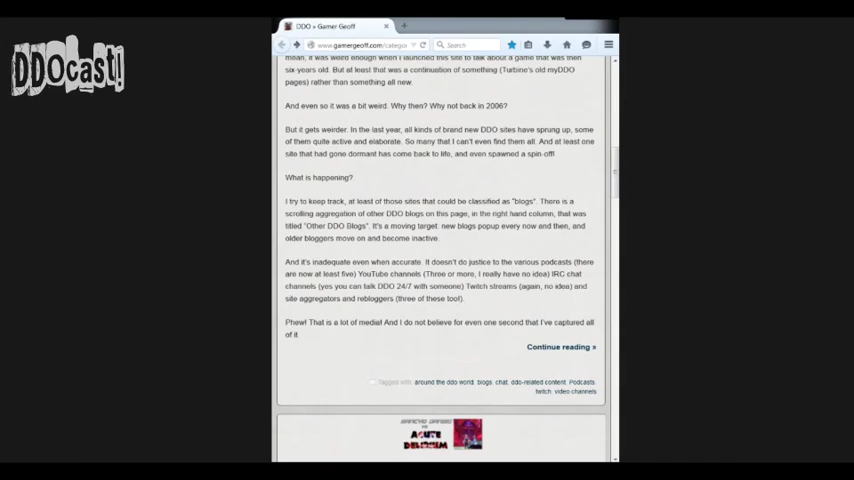 DDO » Gamer Geoff
DDOcast!
www.gamergeoff.com/categor
Search
mean, it was weird enough when I launched this site to talk about a game that was then
six-years old. But at least that was a continuation of something (Turbine's old myDDO
pages) rather than something all new.
And even so it was a bit weird. Why then? Why not back in 2006?
But it gets weirder. In the last year, all kinds of brand new DDO sites have sprung up, some
of them quite active and elaborate. So many that I can't even find them all. And at least one
site that had gone dormant has come back to life, and even spawned a spin-off!
What is happening?
I try to keep track, at least of those sites that could be classified as "blogs". There is a
scrolling aggregation of other DDO blogs on this page, in the right hand column, that was
titled "Other DDO Blogs". It's a moving target: new blogs popup every now and then, and
older bloggers move on and become inactive.
And it's inadequate even when accurate. It doesn't do justice to the various podcasts (there
are now at least five) YouTube channels (Three or more, I really have no idea) IRC chat
channels (yes you can talk DDO 24/7 with someone) Twitch streams (again, no idea) and
site aggregators and rebloggers (three of these too!).
Phew! That is a lot of media! And I do not believe for even one second that I've captured all
of it
Continue reading »
Tagged with: around the ddo world, blogs, chat, ddo-related content, Podcasts,
twitch, video channels
ACUTE
DELIRIUM